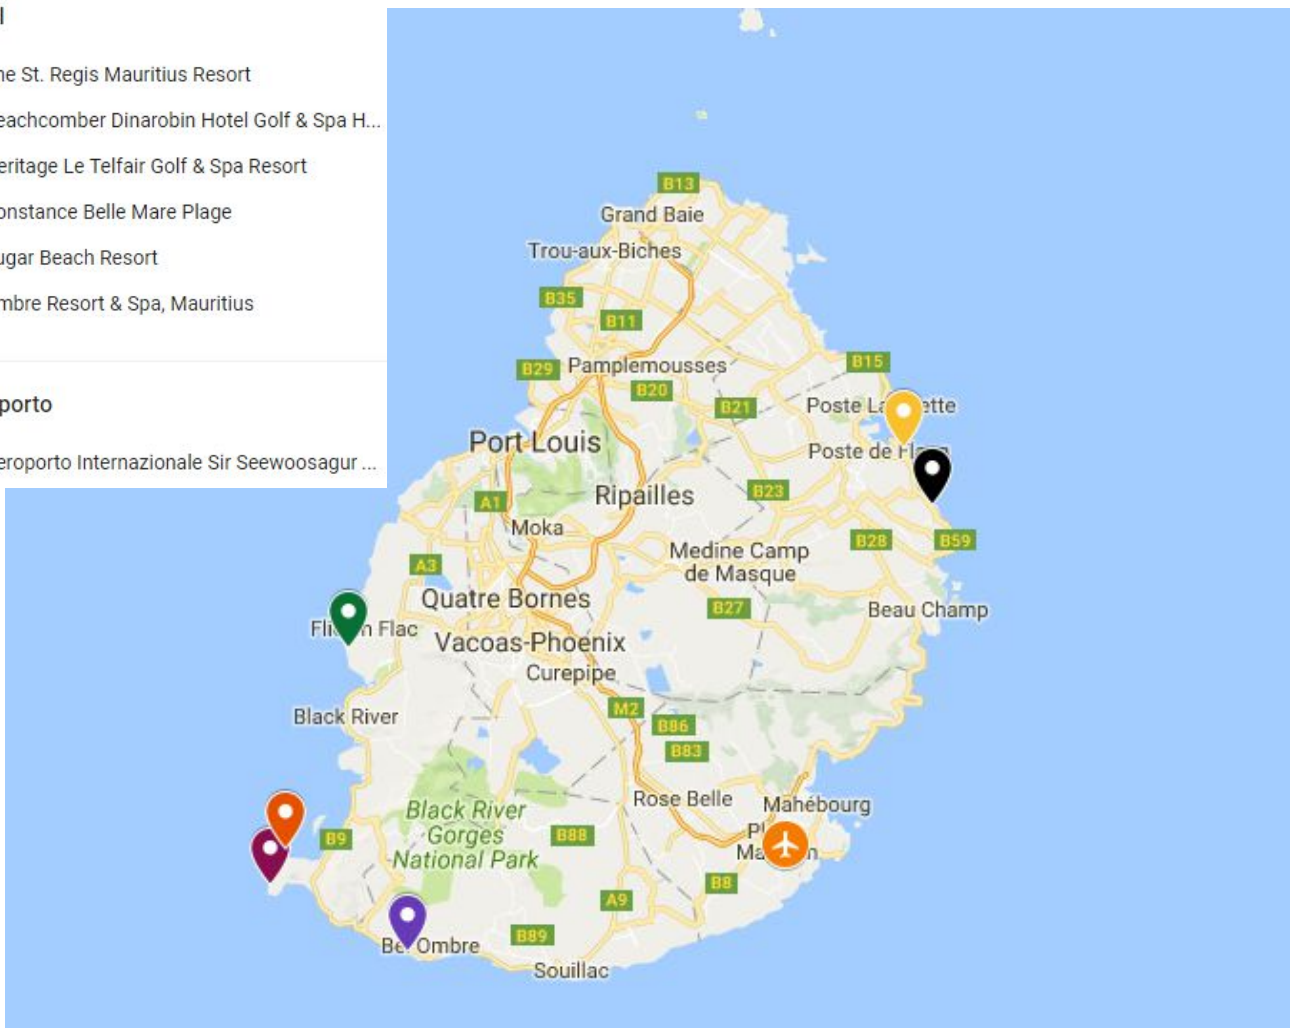 l
ne St. Regis Mauritius Resort
eachcomber Dinarobin Hotel Golf & Spa H...
eritage Le Telfair Golf & Spa Resort
onstance Belle Mare Plage
ugar Beach Resort
mbre Resort & Spa, Mauritius
porto
eroporto Internazionale Sir Seewoosagur ...
B13
Grand Baie
Trou-aux-Biches
B35
B11
B29
Pamplemousses
B15
B20
B21
Poste La ette
Port Louis
Poste de Fla
A1
Ripailles
B23
Moka
B28
B59
Medine Camp
de Masque
A3
Quatre Bornes
B27
Beau Champ
Fli n Flac
Vacoas-Phoenix
Curepipe
Black River
M2
B86
B83
Rose Belle
Mahébourg
Black River
Gorges
National Park
B9
B88
Pl
Ma n
B8
A9
Bel Ombre
B89
Souillac